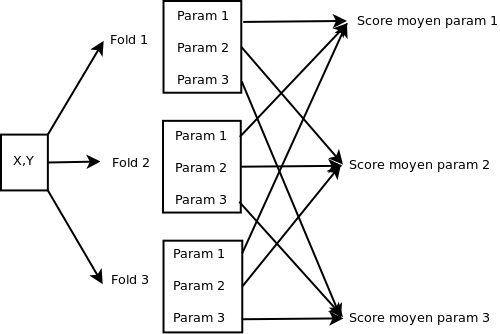 Param 1
Score moyen param 1
Fold 1
Param 2
Param 3
Param 1
X,Y
Fold 2
Param 2
Score moyen param 2
Param 3
Param 1
Fold 3
Param 2
Param 3
Score moyen param 3